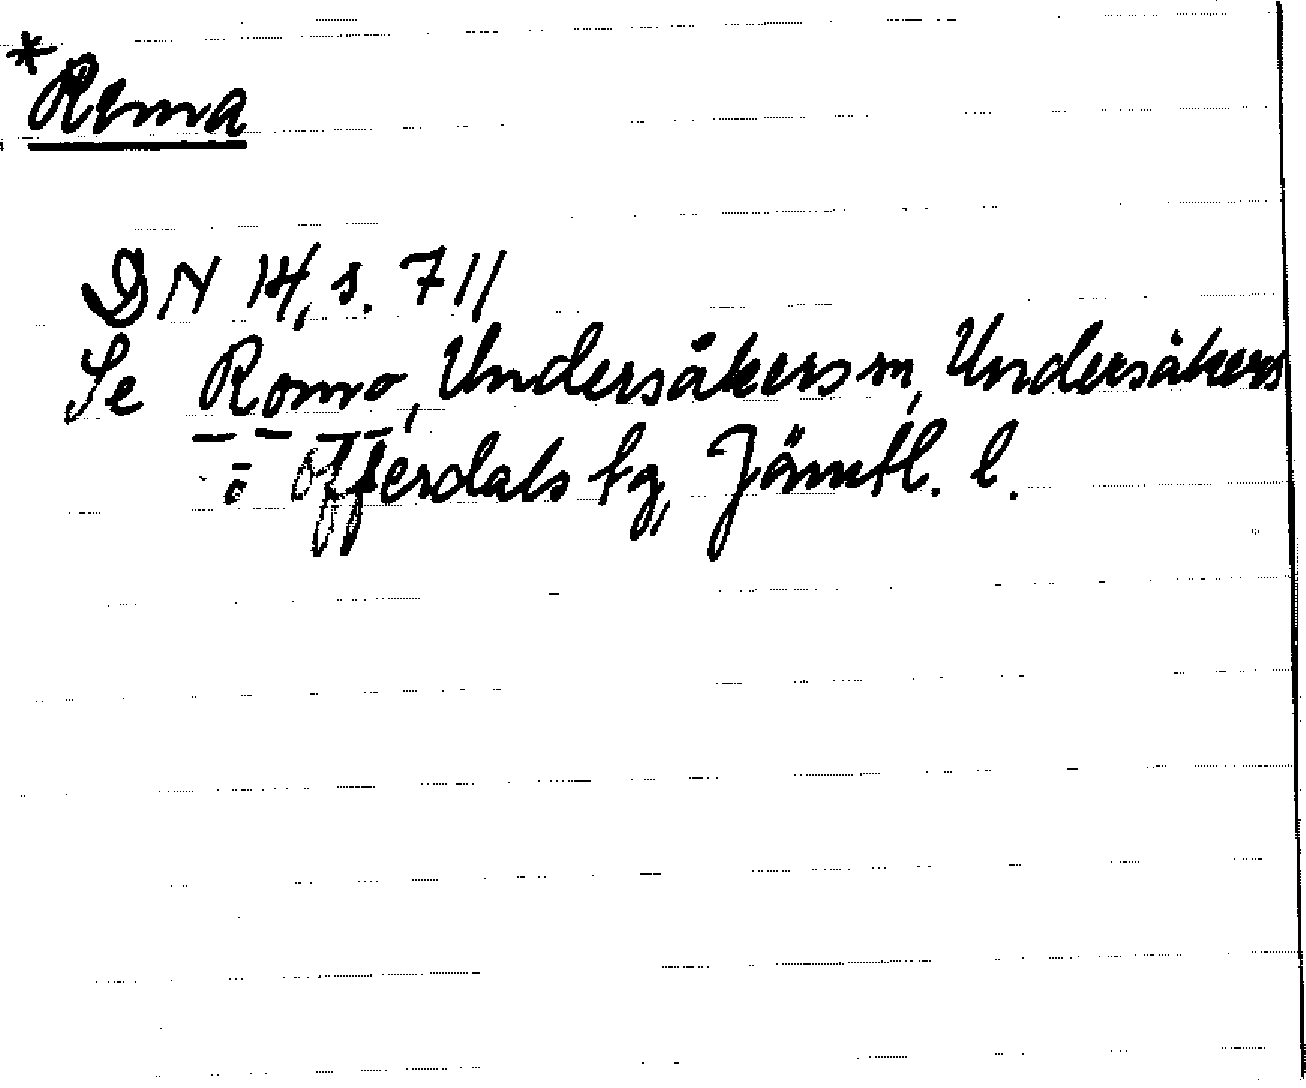 *Rema
DN 14, s. 711
Se Romo, Undersåkers sn, Undersåkers
o Offerdals tg, Jämtl. l.